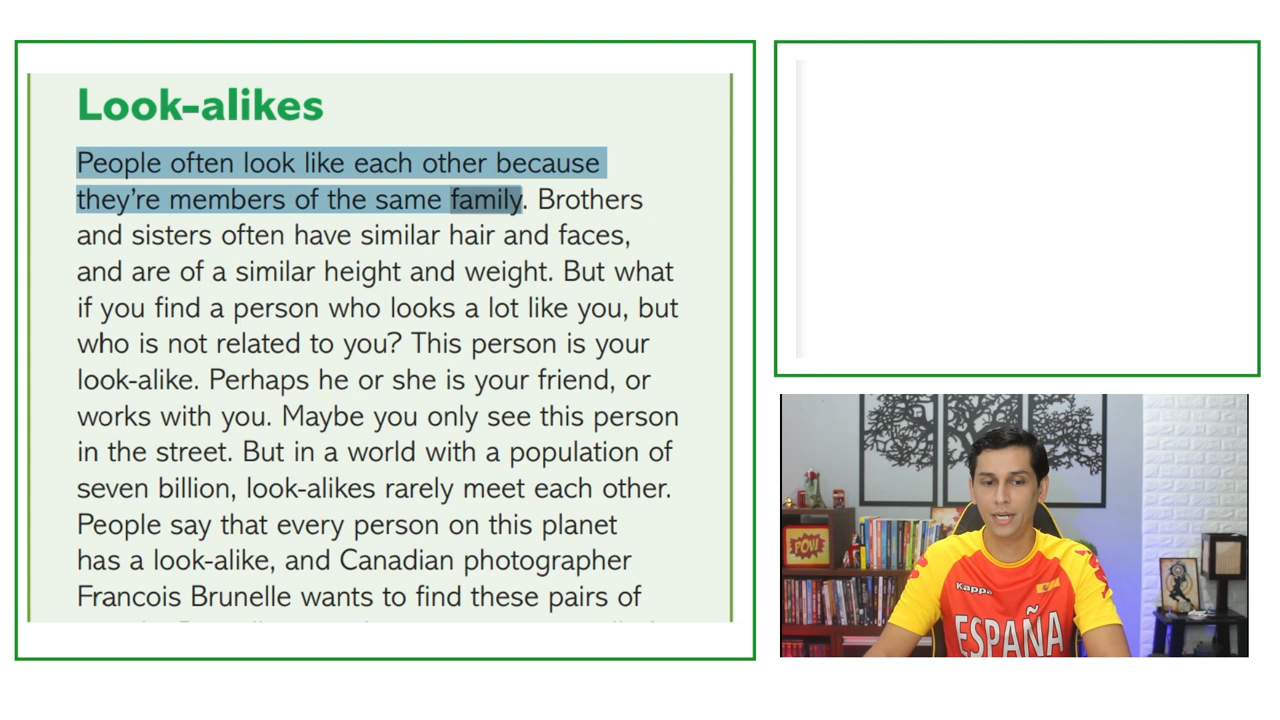 Look-alikes
People often look like each other because
they're members of the same family. Brothers
and sisters often have similar hair and faces,
and are of a similar height and weight. But what
if you find a person who looks a lot like you, but
who is not related to you? This person is your
look-alike. Perhaps he or she is your friend, or
works with you. Maybe you only see this person
in the street. But in a world with a population of
seven billion, look-alikes rarely meet each other.
People say that every person on this planet
has a look-alike, and Canadian photographer
Francois Brunelle wants to find these pairs of
POW
Kappa
ESPAÑA